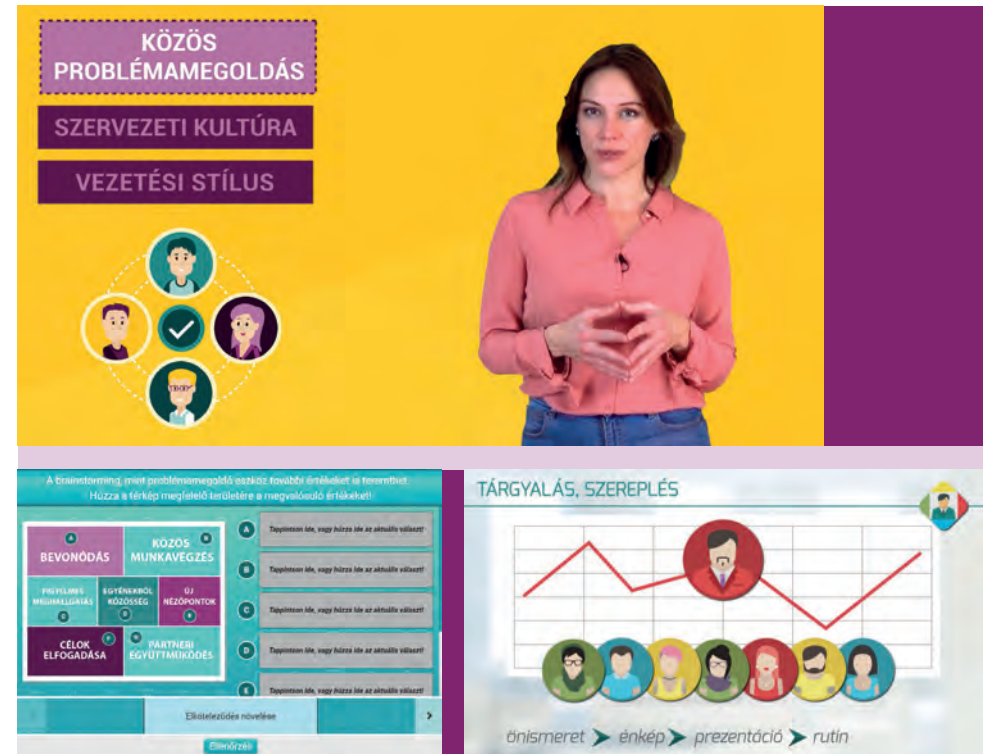 KÖZÖS
PROBLÉMAMEGOLDÁS
SZERVEZETI KULTÚRA
VEZETÉSI STÍLUS
A brainstorming, mint problémamegoldó eszköz további értékeket is teremthet.
Húzza a térkép megfelelő területére a megvalósuló értékeket!
A
BEVONÓDÁS
B
KÖZÖS
MUNKAVÉGZÉS
FIGYELMES
MEGHALLGATÁS
C
EGYÉNEKBŐL
KÖZÖSSÉG
D
ÚJ
NÉZŐPONTOK
E
CÉLOK
ELFOGADÁSA
F
PARTNERI
EGYÜTTMŰKÖDÉS
A Tappintson ide, vagy húzza ide az aktuális választ!
B Tappintson ide, vagy húzza ide az aktuális választ!
C Tappintson ide, vagy húzza ide az aktuális választ!
D Tappintson ide, vagy húzza ide az aktuális választ!
E Tappintson ide, vagy húzza ide az aktuális választ!
Elköteleződés növelése
Ellenőrzés
TÁRGYALÁS, SZEREPLÉS
önismeret > énkép > prezentáció > rutin